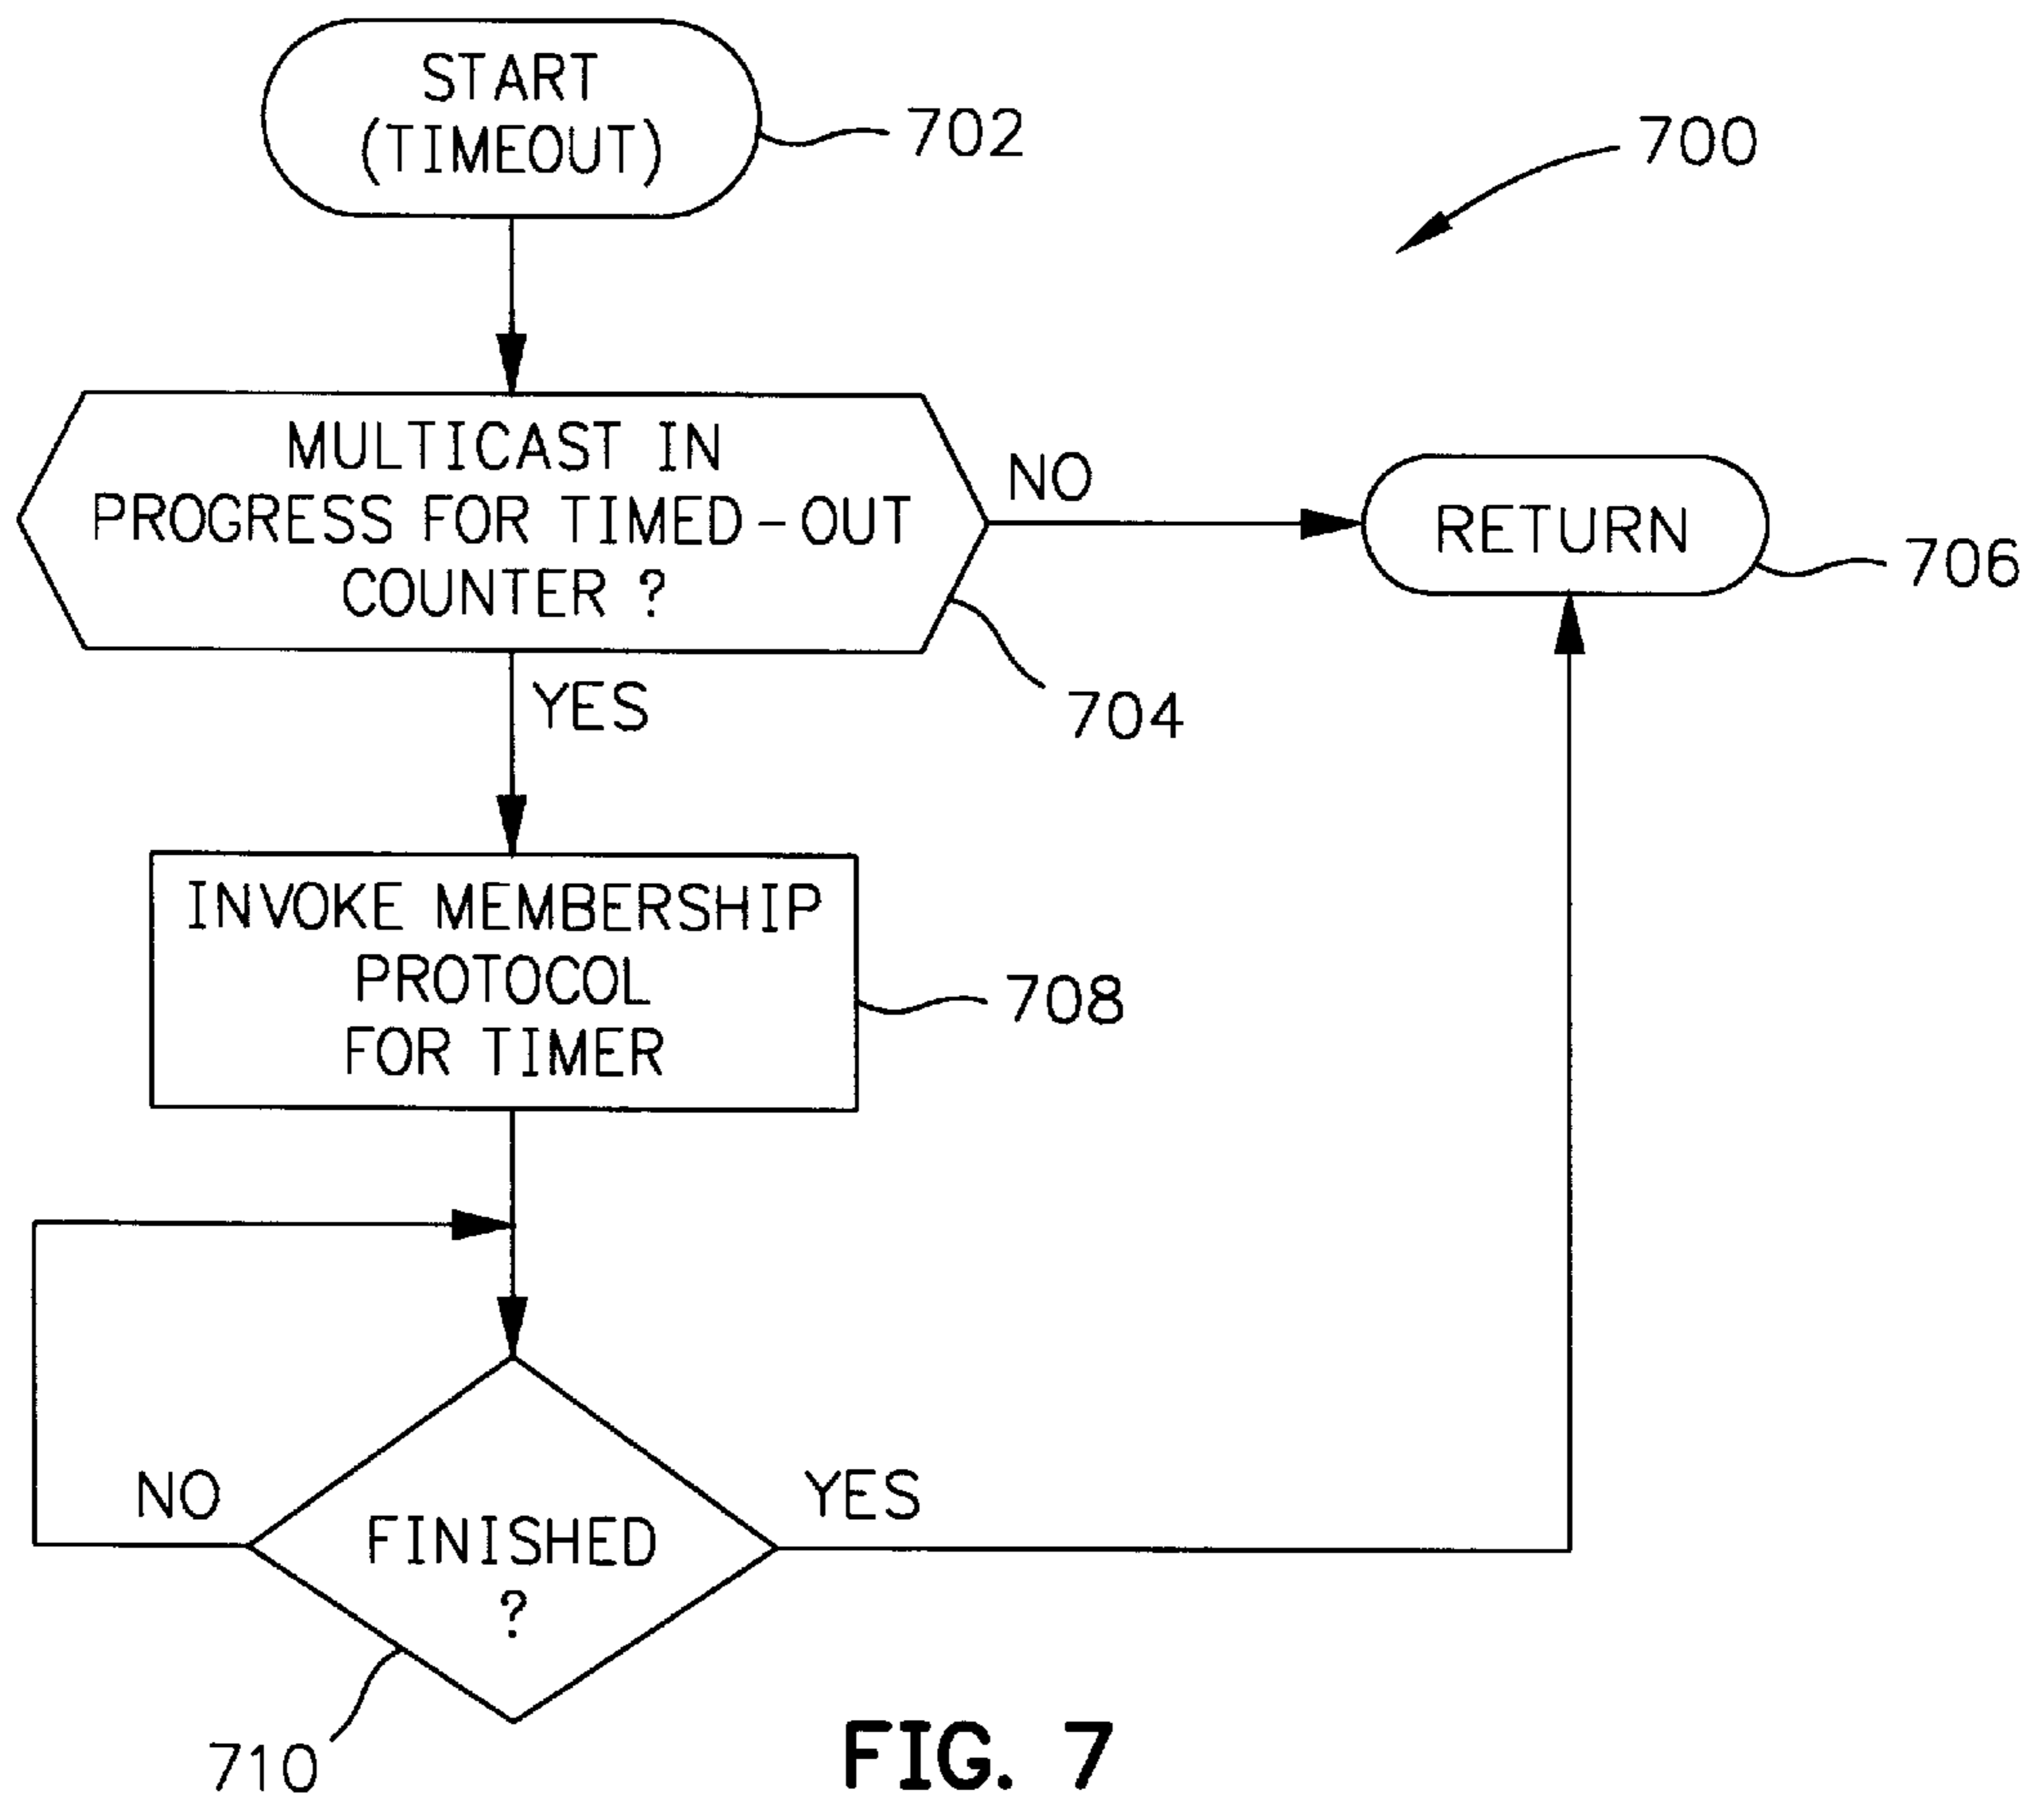 START
(TIMEOUT)
702
700
MULTICAST IN
PROGRESS FOR TIMED-OUT
COUNTER ?
NO
RETURN
706
704
YES
INVOKE MEMBERSHIP
PROTOCOL
FOR TIMER
708
NO
FINISHED
?
YES
710
FIG. 7